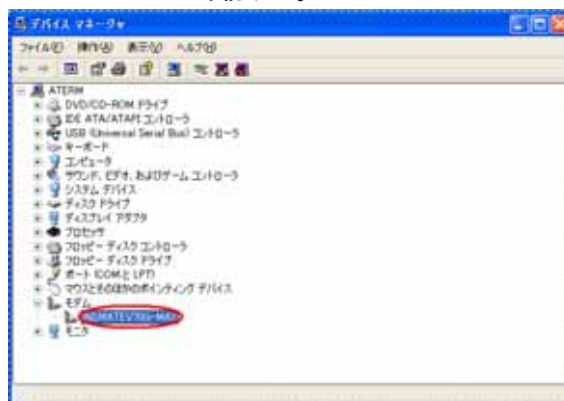 デバイス マネージャ
ファイル(F) 操作(A) 表示(V) ヘルプ(H)
ATERM
DVD/CD-ROM ドライブ
IDE ATA/ATAPI コントローラ
USB (Universal Serial Bus) コントローラ
キーボード
コンピュータ
サウンド、ビデオ、およびゲーム コントローラ
システム デバイス
ディスク ドライブ
ディスプレイ アダプタ
プロセッサ
フロッピー ディスク コントローラ
フロッピー ディスク ドライブ
ポート (COM と LPT)
マウスとそのほかのポインティング デバイス
モデム
モニタ